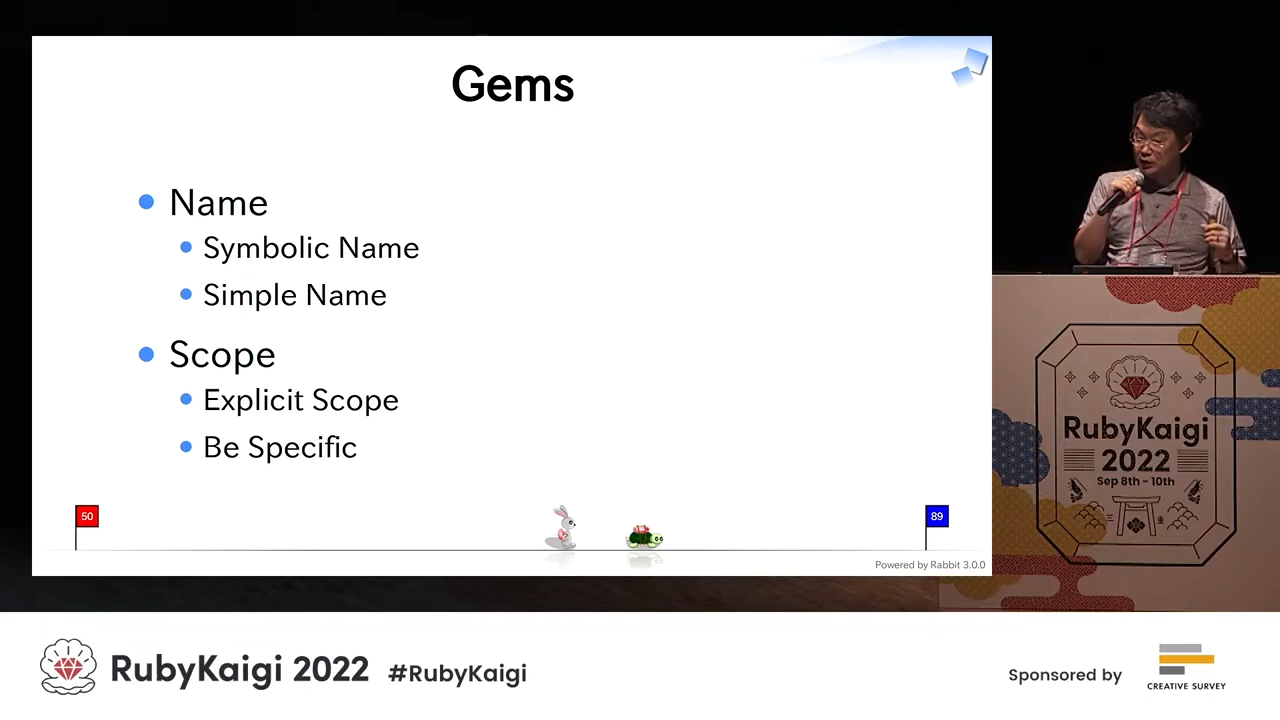 Gems
Name
Symbolic Name
Simple Name
Scope
Explicit Scope
Be Specific
50
89
Powered by Rabbit 3.0.0
RubyKaigi
2022
Sep 8th - 10th
RubyKaigi 2022 #RubyKaigi
Sponsored by
CREATIVE SURVEY